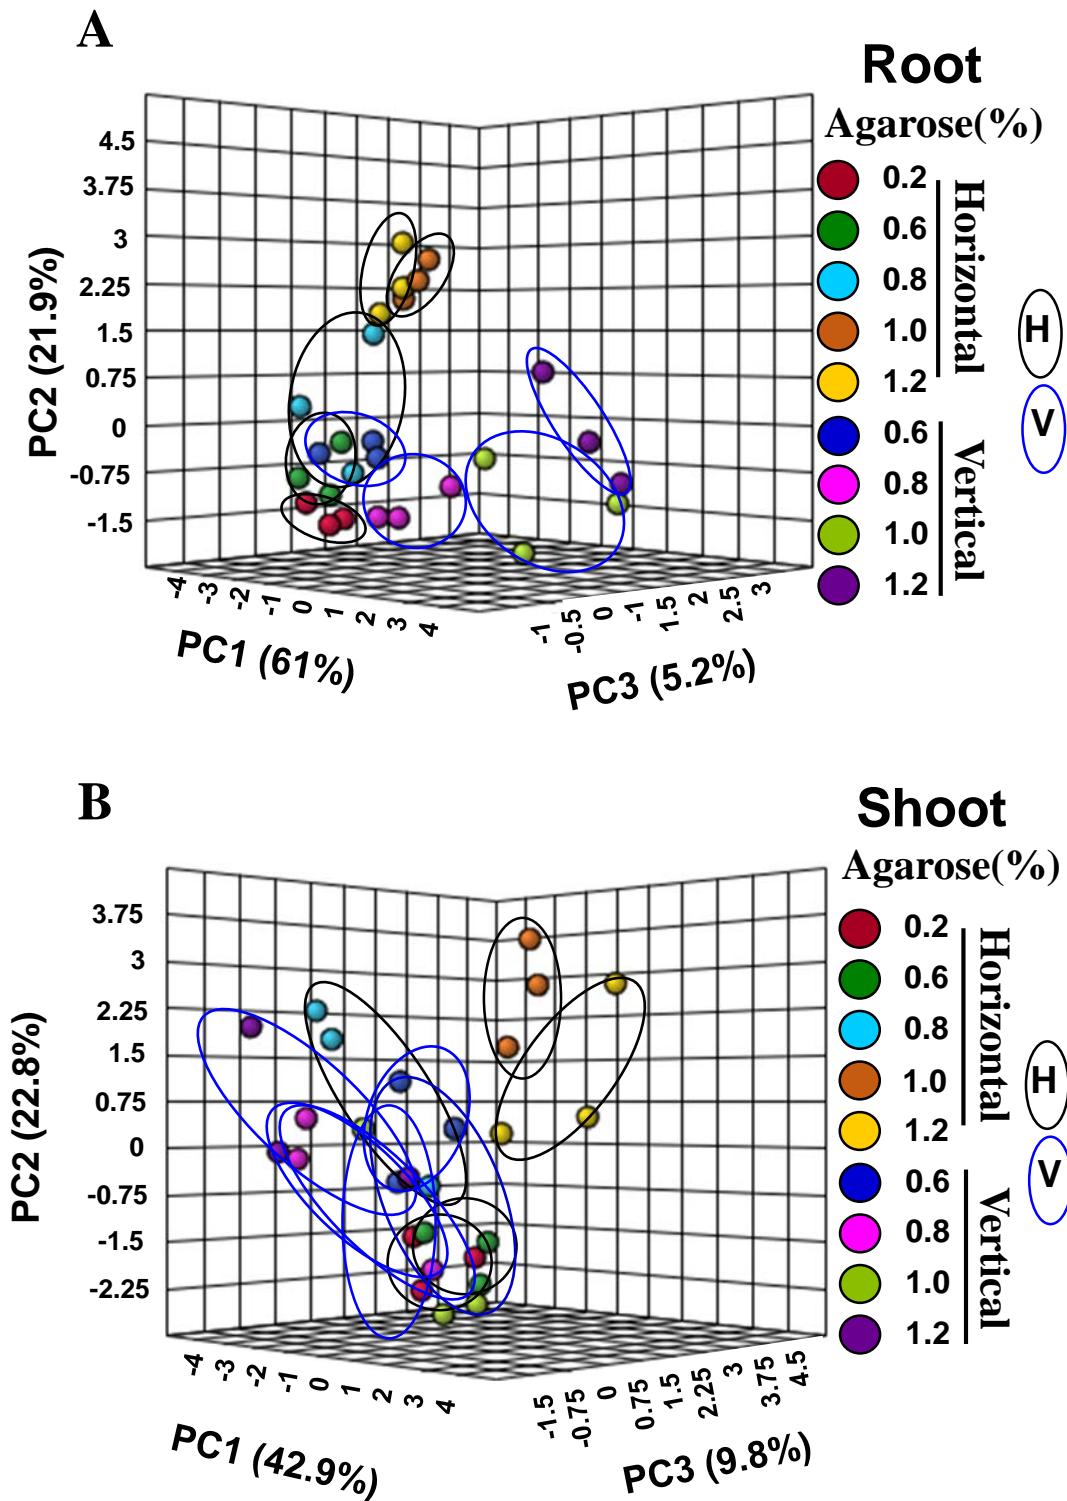 A
Root
Agarose(%)
0.2
0.6
0.8
1.0
1.2
Horizontal
0.6
0.8
1.0
1.2
Vertical
H
V
PC2 (21.9%)
4.5
3.75
3
2.25
1.5
0.75
0
-0.75
-1.5
-4 -3 -2 -1 0 1 2 3 4
PC1 (61%)
-1 -0.5 0 -1 1.5 2 2.5 3
PC3 (5.2%)
B
Shoot
Agarose(%)
0.2
0.6
0.8
1.0
1.2
Horizontal
0.6
0.8
1.0
1.2
Vertical
H
V
PC2 (22.8%)
3.75
3
2.25
1.5
0.75
0
-0.75
-1.5
-2.25
-4 -3 -2 -1 0 1 2 3 4
PC1 (42.9%)
-1.5 -0.75 0 0.75 1.5 2.25 3 3.75 4.5
PC3 (9.8%)